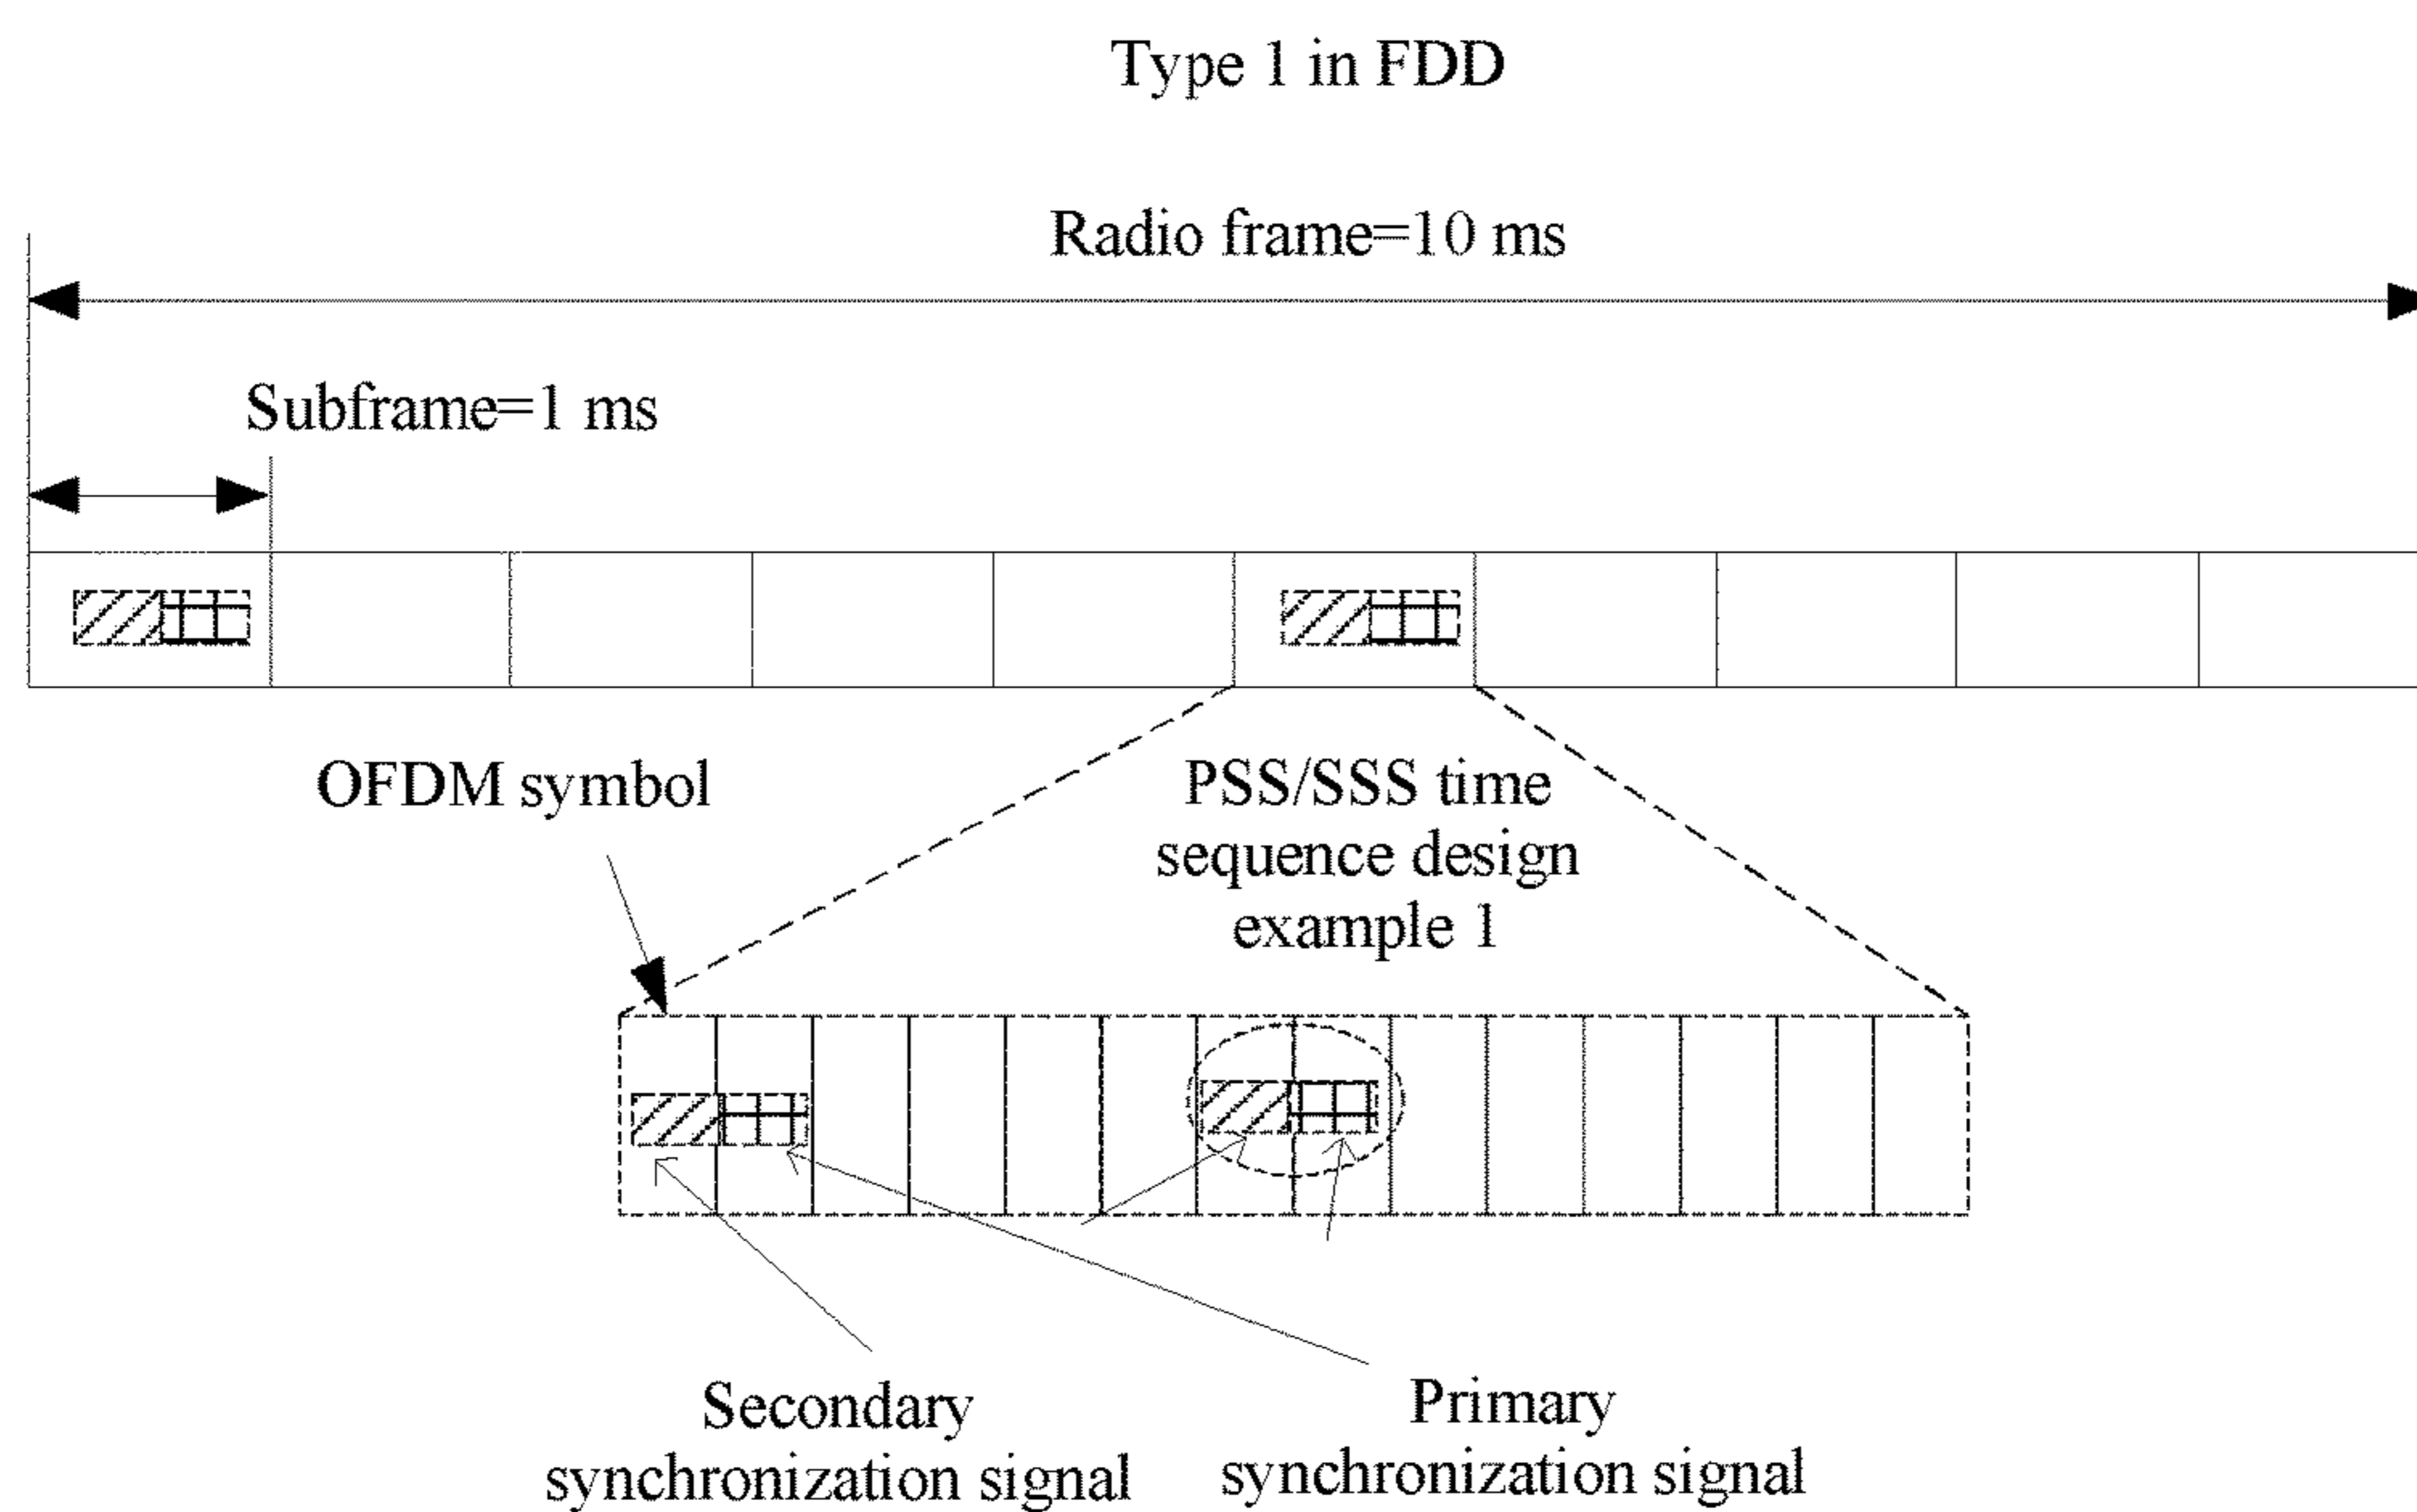 Type 1 in FDD
Radio frame=10 ms
Subframe=1 ms
OFDM symbol
PSS/SSS time
sequence design
example 1
Secondary
synchronization signal
Primary
synchronization signal